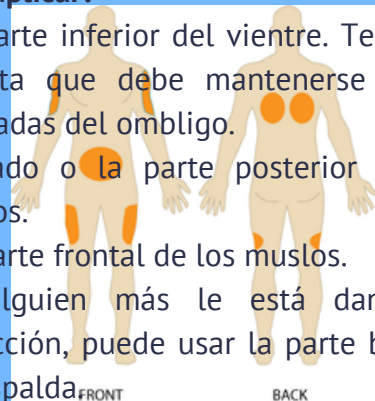 arte inferior del vientre. Te
ta que debe mantenerse
adas del ombligo.
ado o la parte posterior
os.
arte frontal de los muslos.
lguien más le está dar
cción, puede usar la parte b
spalda.
FRONT
BACK